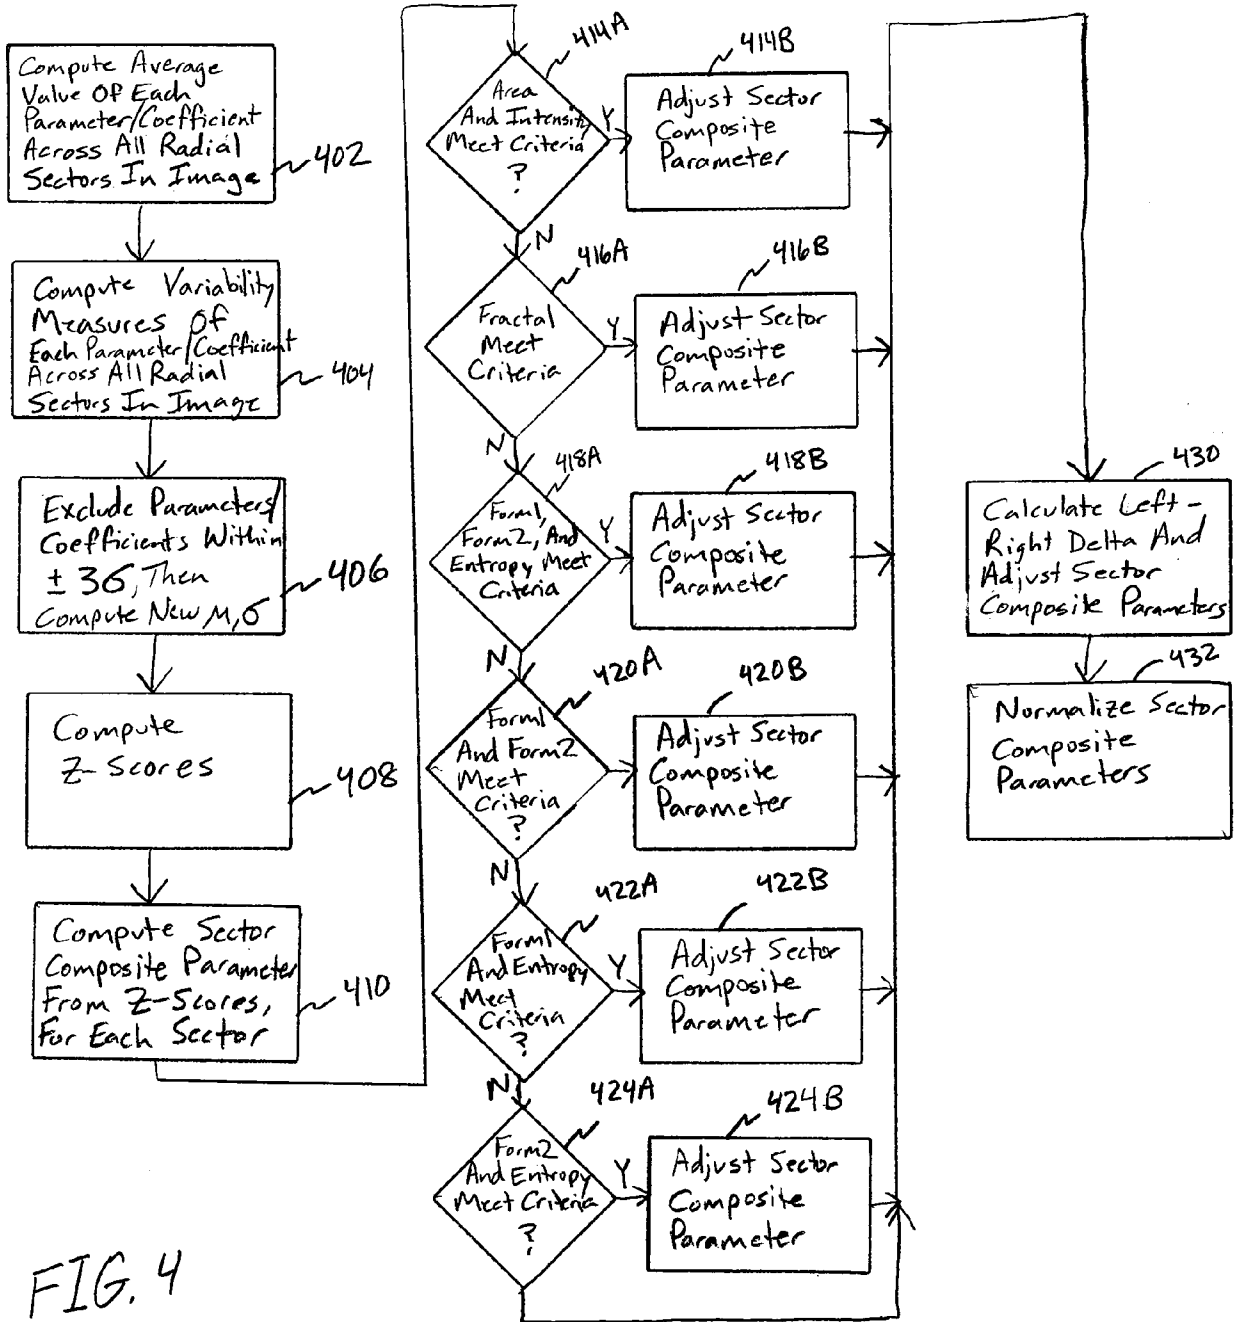 Compute Average
Value Of Each
Parameter/Coefficient
Across All Radial
Sectors In Image
402
Compute Variability
Measures Of
Each Parameter/Coefficient
Across All Radial
Sectors In Image
404
Exclude Parameters/
Coefficients Within
± 3σ, Then
Compute New μ, σ
406
Compute
Z-Scores
408
Compute Sector
Composite Parameter
From Z-Scores,
For Each Sector
410
414A
Area
And Intensity
Meet Criteria
?
Y
N
414B
Adjust Sector
Composite
Parameter
416A
Fractal
Meet
Criteria
Y
N
416B
Adjust Sector
Composite
Parameter
418A
Form1,
Form2, And
Entropy Meet
Criteria
Y
N
418B
Adjust Sector
Composite
Parameter
420A
Form1
And Form2
Meet
Criteria
?
Y
N
420B
Adjust Sector
Composite
Parameter
422A
Form1
And Entropy
Meet
Criteria
?
Y
N
422B
Adjust Sector
Composite
Parameter
424A
Form2
And Entropy
Meet Criteria
?
Y
424B
Adjust Sector
Composite
Parameter
430
Calculate Left-
Right Delta And
Adjust Sector
Composite Parameters
432
Normalize Sector
Composite
Parameters
FIG. 4